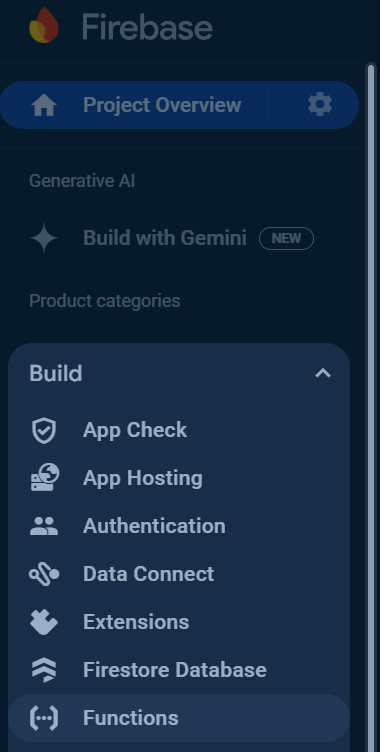 Firebase
Project Overview
Generative AI
Build with Gemini NEW
Product categories
Build
App Check
App Hosting
Authentication
Data Connect
Extensions
Firestore Database
Functions